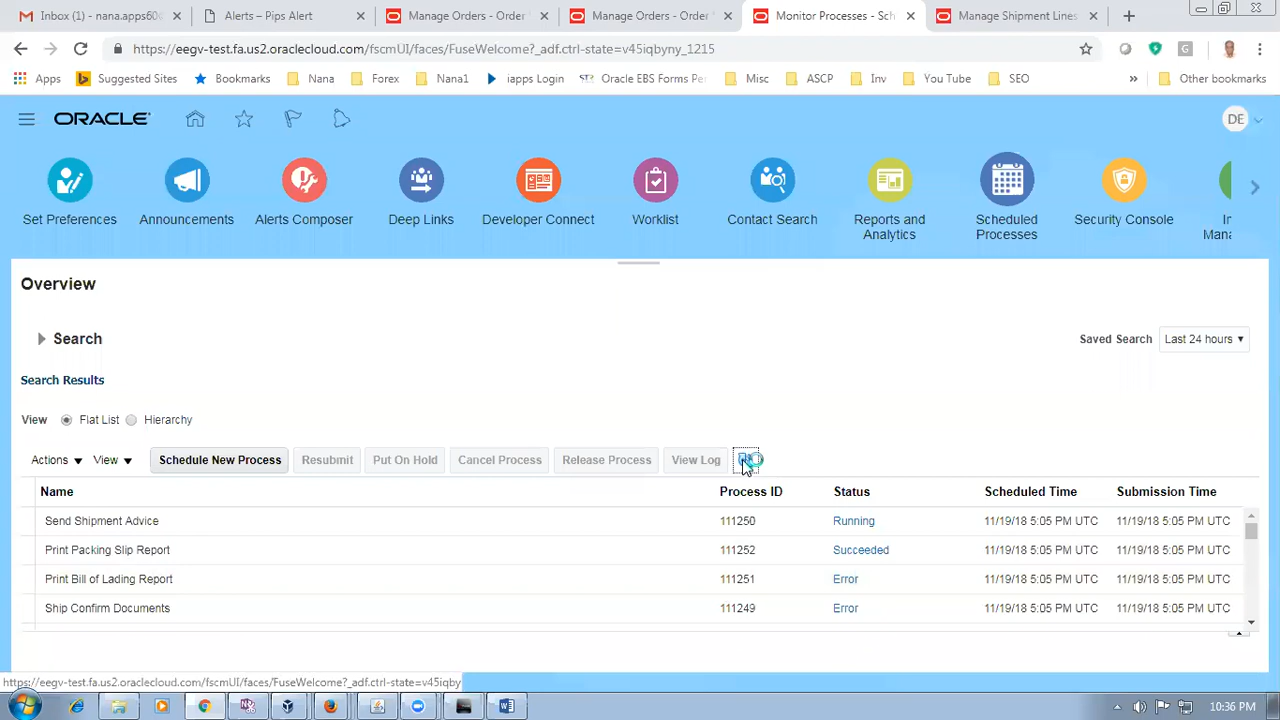 Inbox (1) - nana.apps60
Alerts – Pips Alert
Manage Orders - Order
Manage Orders - Order
Monitor Processes - Sch
Manage Shipment Lines
https://eegv-test.fa.us2.oraclecloud.com/fscmUI/faces/FuseWelcome?_adf.ctrl-state=v45iqbyny_1215
Apps
Suggested Sites
Bookmarks
Nana
Forex
Nana1
iapps Login
Oracle EBS Forms Pe
Misc
ASCP
Inv
You Tube
SEO
»
Other bookmarks
ORACLE
DE
Set Preferences
Announcements
Alerts Composer
Deep Links
Developer Connect
Worklist
Contact Search
Reports and
Analytics
Scheduled
Processes
Security Console
In
Mana
Overview
Search
Saved Search Last 24 hours
Search Results
View Flat List Hierarchy
Actions View Schedule New Process Resubmit Put On Hold Cancel Process Release Process View Log
Name Process ID Status Scheduled Time Submission Time
Send Shipment Advice 111250 Running 11/19/18 5:05 PM UTC 11/19/18 5:05 PM UTC
Print Packing Slip Report 111252 Succeeded 11/19/18 5:05 PM UTC 11/19/18 5:05 PM UTC
Print Bill of Lading Report 111251 Error 11/19/18 5:05 PM UTC 11/19/18 5:05 PM UTC
Ship Confirm Documents 111249 Error 11/19/18 5:05 PM UTC 11/19/18 5:05 PM UTC
https://eegv-test.fa.us2.oraclecloud.com/fscmUI/faces/FuseWelcome?_adf.ctrl-state=v45iqby
10:36 PM